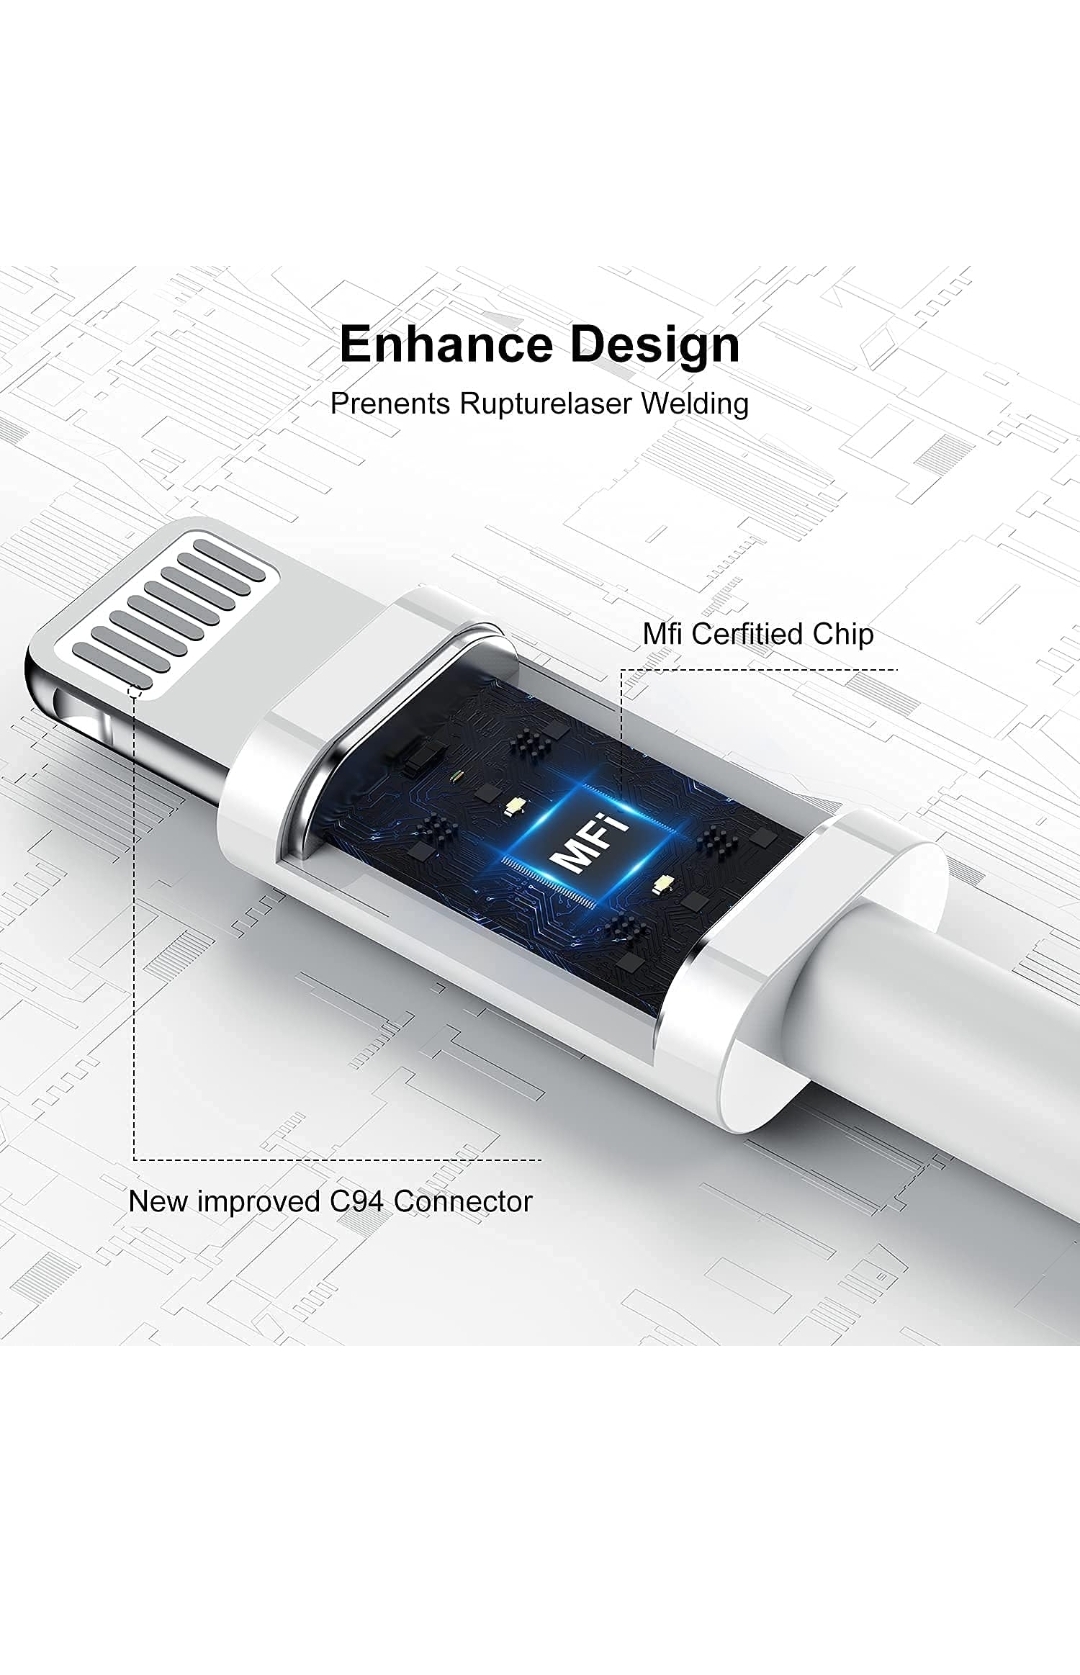 Enhance Design
Prenents Rupturelaser Welding
Mfi Cerfitied Chip
MFi
New improved C94 Connector